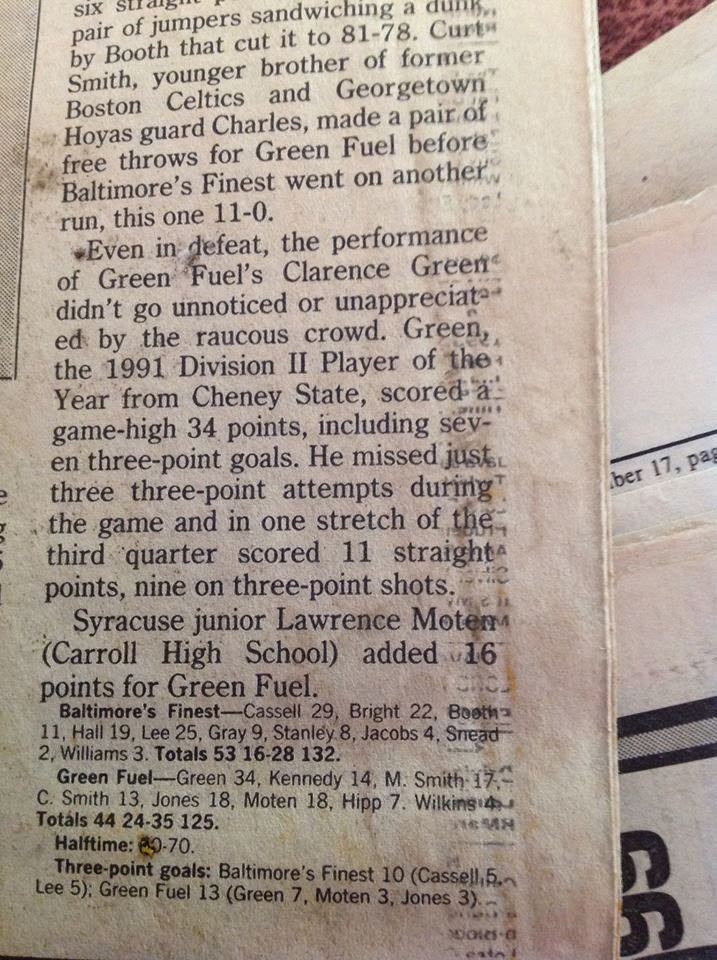 six straight
pair of jumpers sandwiching a dunk
by Booth that cut it to 81-78. Curt
Smith, younger brother of former
Boston Celtics and Georgetown
Hoyas guard Charles, made a pair of
free throws for Green Fuel before
Baltimore's Finest went on another
run, this one 11-0.
Even in defeat, the performance
of Green Fuel's Clarence Green
didn't go unnoticed or unappreciat-
ed by the raucous crowd. Green,
the 1991 Division II Player of the
Year from Cheney State, scored a
game-high 34 points, including sev-
en three-point goals. He missed just
three three-point attempts during
the game and in one stretch of the
third quarter scored 11 straight
points, nine on three-point shots.
Syracuse junior Lawrence Moten
(Carroll High School) added 16
points for Green Fuel.
Baltimore's Finest—Cassell 29, Bright 22, Booth
11, Hall 19, Lee 25, Gray 9, Stanley 8, Jacobs 4, Snead
2, Williams 3. Totals 53 16-28 132.
Green Fuel—Green 34, Kennedy 14, M. Smith 17,
C. Smith 13, Jones 18, Moten 18, Hipp 7. Wilkins 4.
Totals 44 24-35 125.
Halftime: 0-70.
Three-point goals: Baltimore's Finest 10 (Cassell 5,
Lee 5); Green Fuel 13 (Green 7, Moten 3, Jones 3).
ber 17, pag